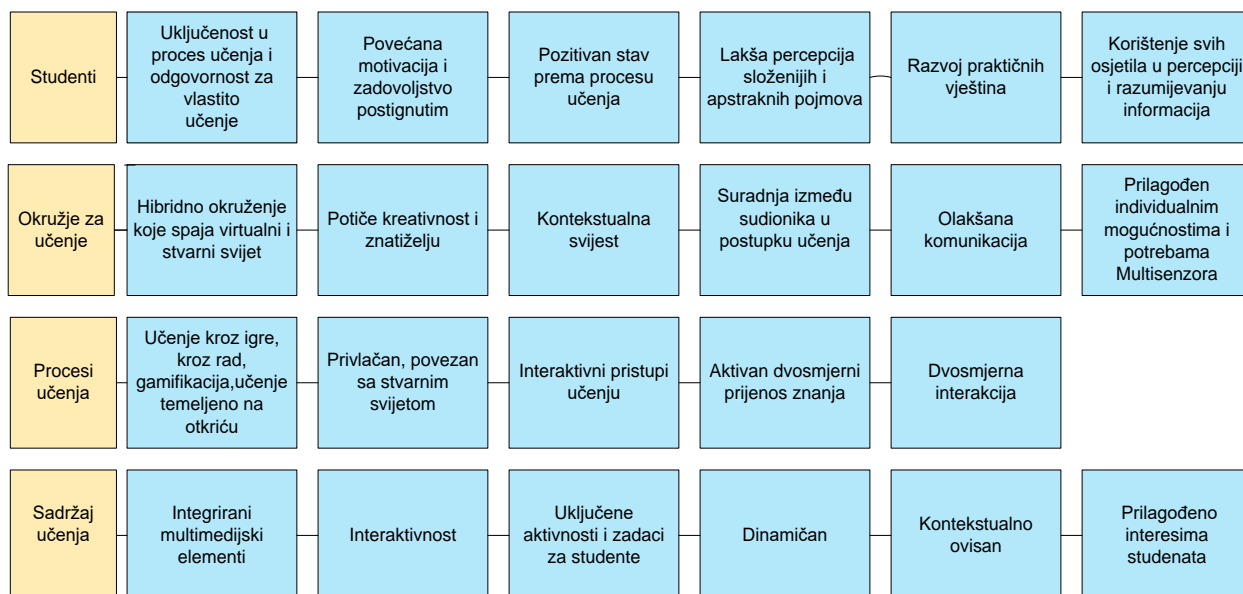 Studenti
Uključenost u
proces učenja i
odgovornost za
vlastito
učenje
Povećana
motivacija i
zadovoljstvo
postignutim
Pozitivan stav
prema procesu
učenja
Lakša percepcija
složenijih i
apstraknih pojmova
Razvoj praktičnih
vještina
Korištenje svih
osjetila u percepciji
i razumijevanju
informacija
Okružje za
učenje
Hibridno okruženje
koje spaja virtualni i
stvarni svijet
Potiče kreativnost i
znatiželju
Kontekstualna
svijest
Suradnja između
sudionika u
postupku učenja
Olakšana
komunikacija
Prilagođen
individualnim
mogućnostima i
potrebama
Multisenzora
Procesi
učenja
Učenje kroz igre,
kroz rad,
gamifikacija,učenje
temeljeno na
otkriću
Privlačan, povezan
sa stvarnim
svijetom
Interaktivni pristupi
učenju
Aktivan dvosmjerni
prijenos znanja
Dvosmjerna
interakcija
Sadržaj
učenja
Integrirani
multimedijski
elementi
Interaktivnost
Uključene
aktivnosti i zadaci
za studente
Dinamičan
Kontekstualno
ovisan
Prilagođeno
interesima
studenata